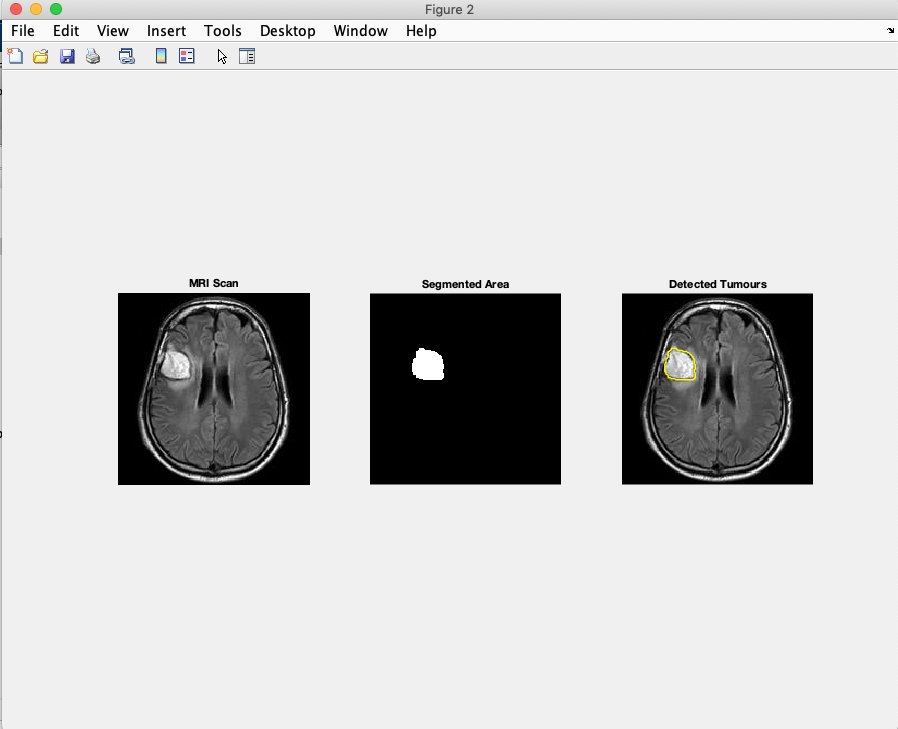 Figure 2
File Edit View Insert Tools Desktop Window Help
MRI Scan
Segmented Area
Detected Tumours